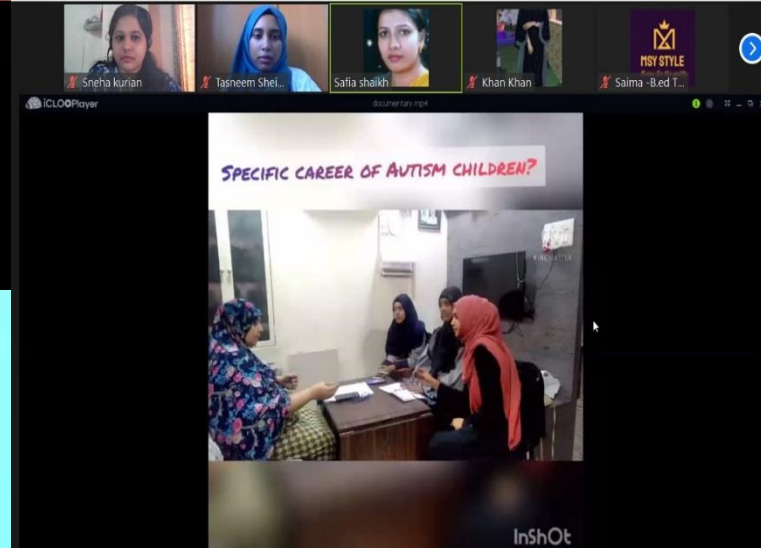 MSY STYLE
Sneha kurian
Tasneem Shei...
Safia shaikh
Khan Khan
Saima -B.ed T...
iCLOOPlayer
documentary.mp4
SPECIFIC CAREER OF AUTISM CHILDREN?
KINEMASTER
InShOt